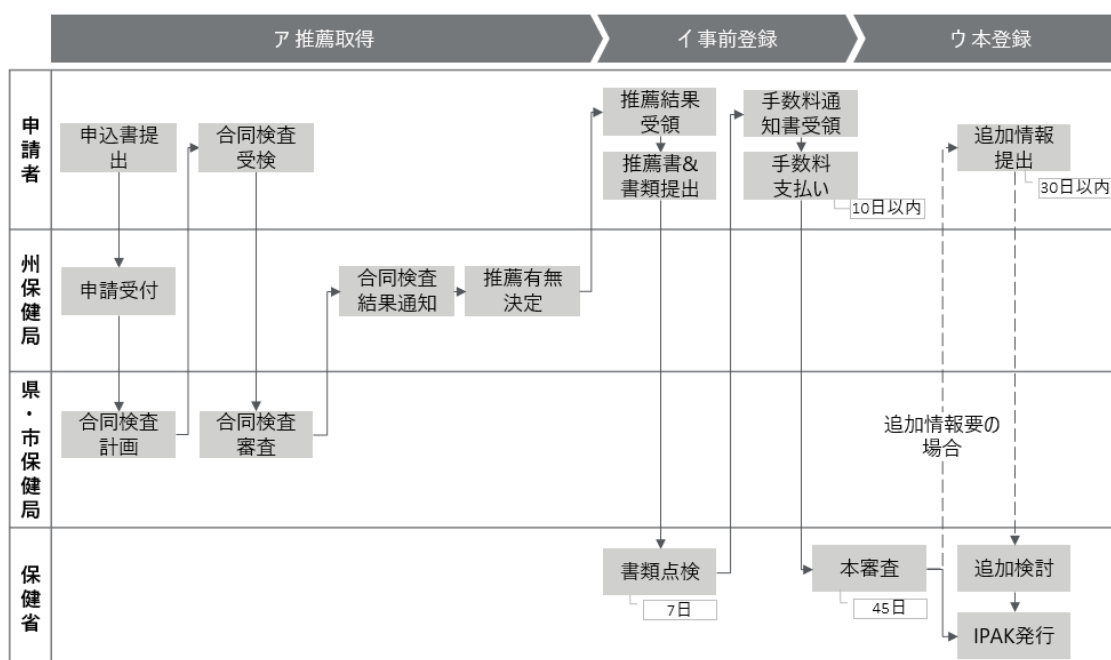 ア 推薦取得
イ 事前登録
ウ 本登録
申請者
申込書提
出
合同検査
受検
推薦結果
受領
推薦書&
書類提出
手数料通
知書受領
手数料
支払い
10日以内
追加情報
提出
30日以内
州保健局
申請受付
合同検査
結果通知
推薦有無
決定
県・市保健局
合同検査
計画
合同検査
審査
追加情報要の
場合
保健省
書類点検
7日
本審査
45日
追加検討
IPAK発行